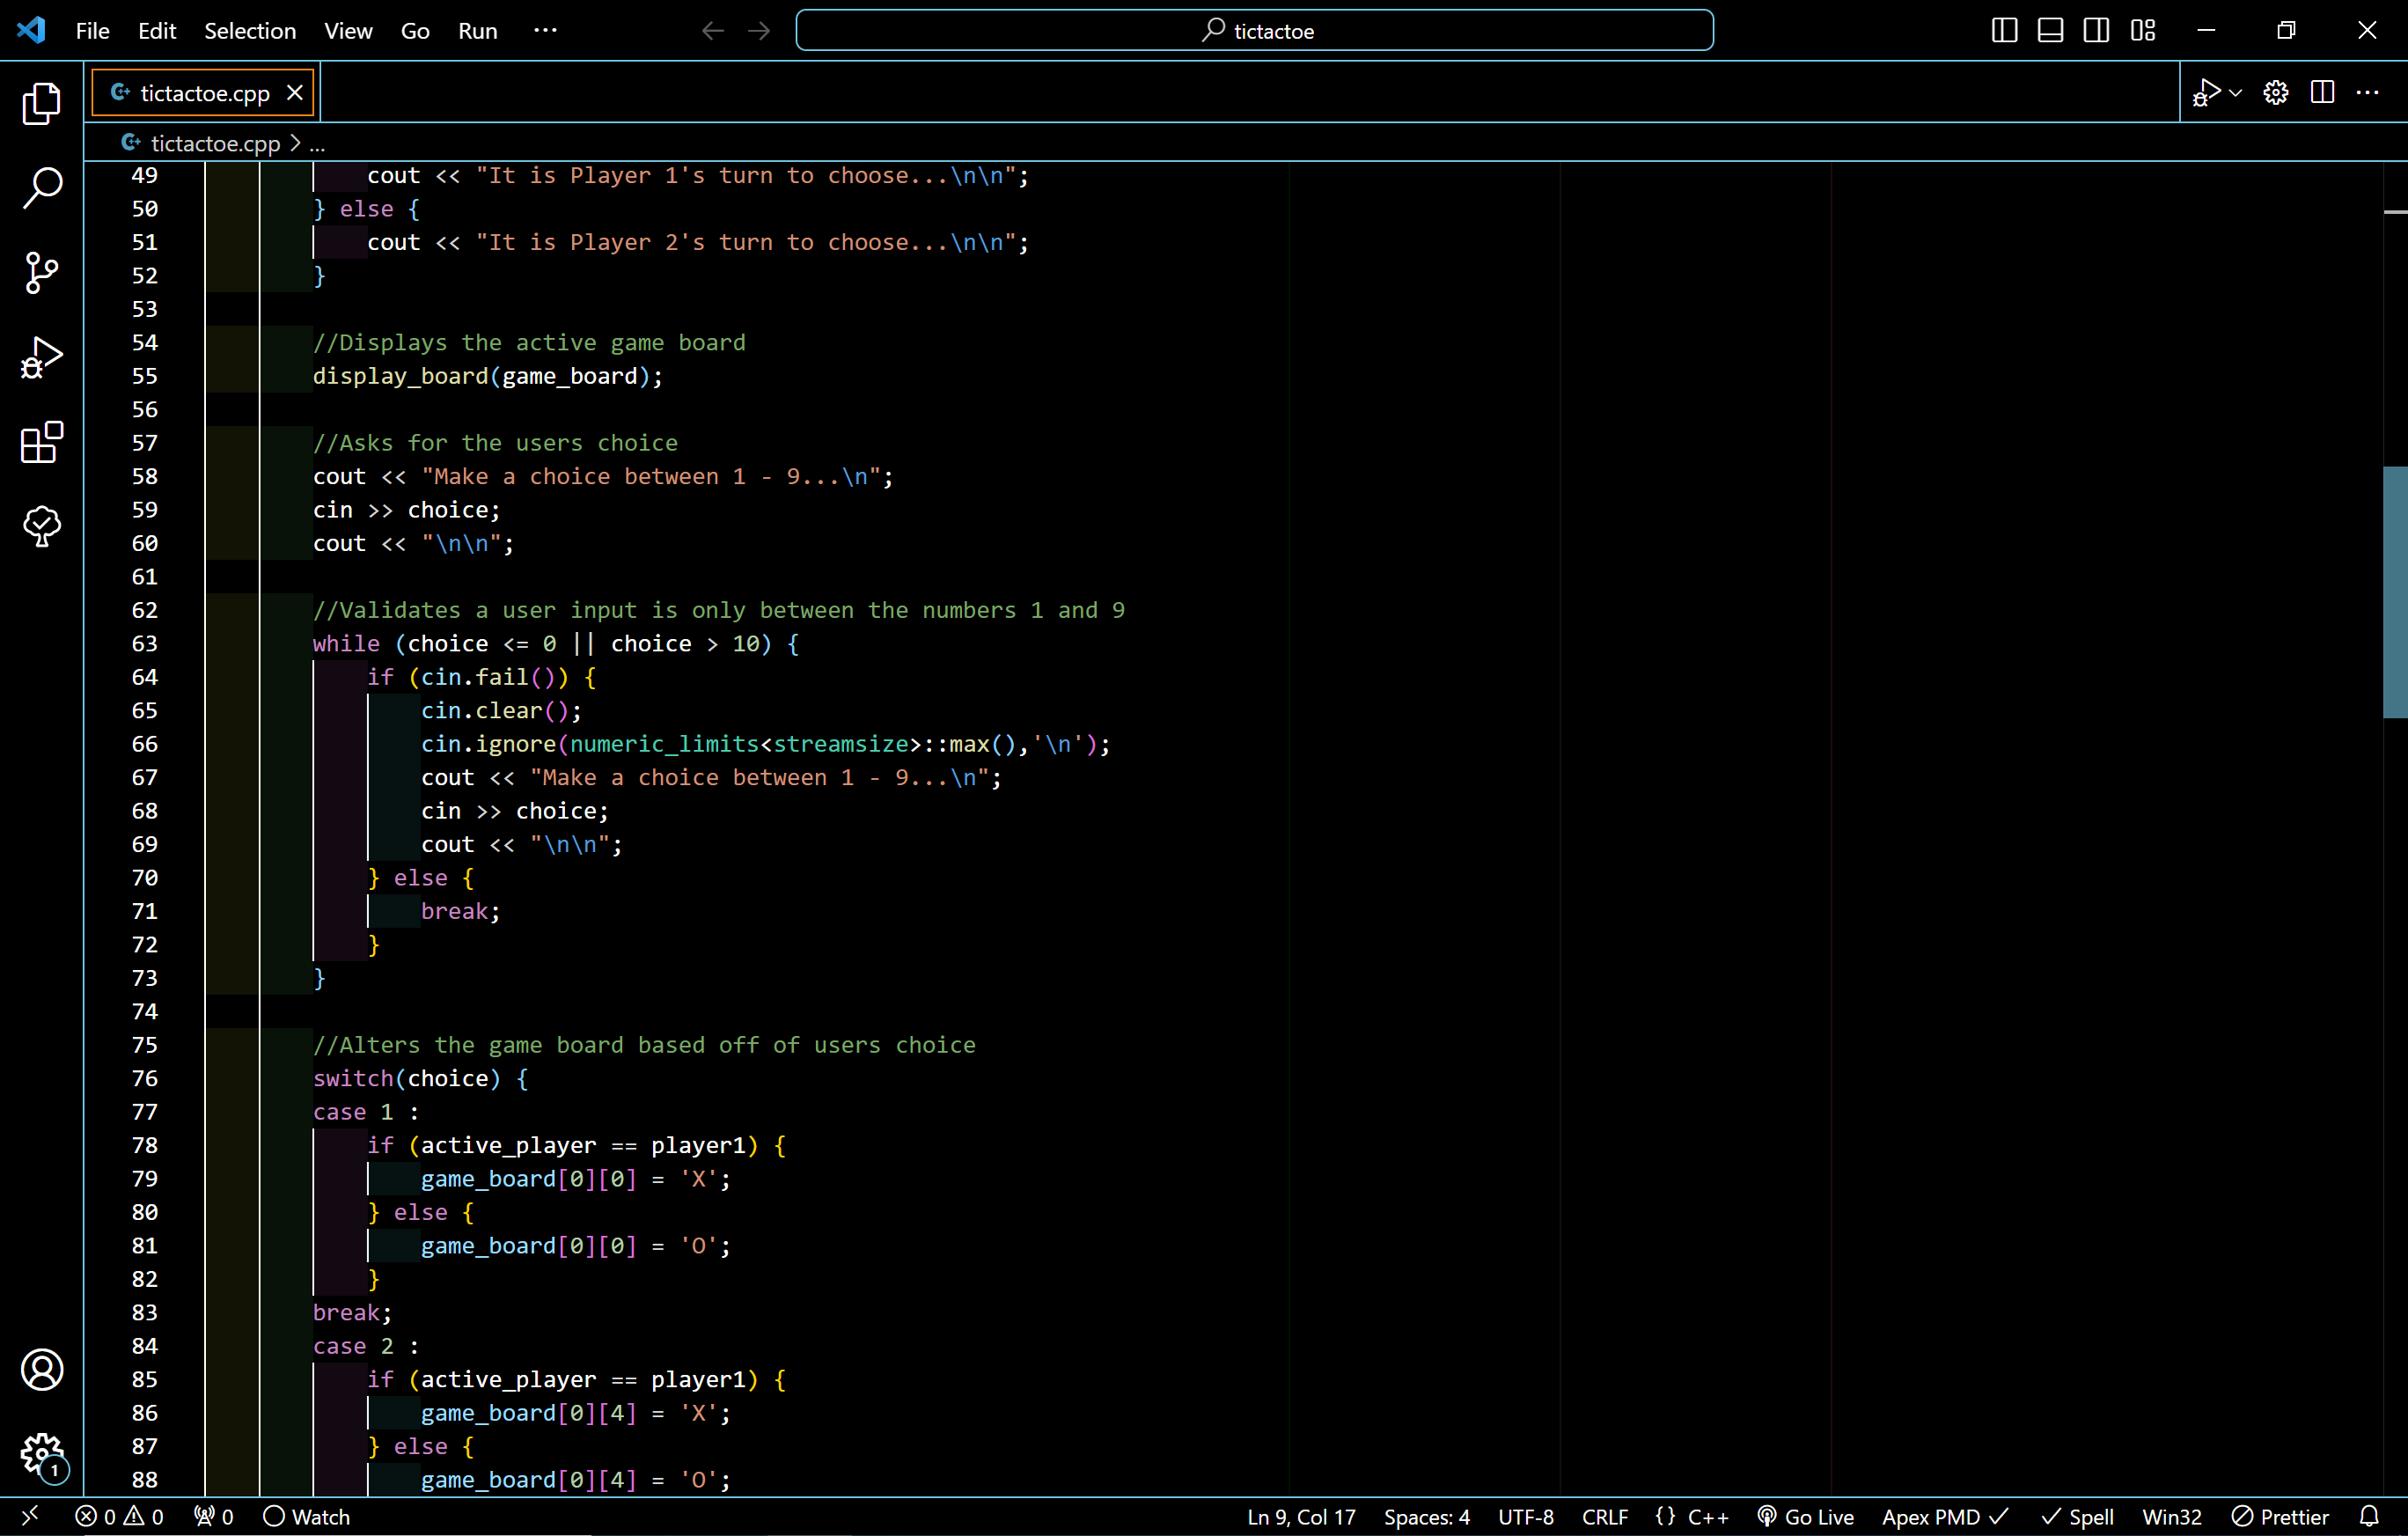 File Edit Selection View Go Run ··· tictactoe
tictactoe.cpp
tictactoe.cpp > ...
49 cout << "It is Player 1's turn to choose...\n\n";
50 } else {
51 cout << "It is Player 2's turn to choose...\n\n";
52 }
53
54 //Displays the active game board
55 display_board(game_board);
56
57 //Asks for the users choice
58 cout << "Make a choice between 1 - 9...\n";
59 cin >> choice;
60 cout << "\n\n";
61
62 //Validates a user input is only between the numbers 1 and 9
63 while (choice <= 0 || choice > 10) {
64 if (cin.fail()) {
65 cin.clear();
66 cin.ignore(numeric_limits<streamsize>::max(),'\n');
67 cout << "Make a choice between 1 - 9...\n";
68 cin >> choice;
69 cout << "\n\n";
70 } else {
71 break;
72 }
73 }
74
75 //Alters the game board based off of users choice
76 switch(choice) {
77 case 1 :
78 if (active_player == player1) {
79 game_board[0][0] = 'X';
80 } else {
81 game_board[0][0] = 'O';
82 }
83 break;
84 case 2 :
85 if (active_player == player1) {
86 game_board[0][4] = 'X';
87 } else {
88 game_board[0][4] = 'O';
1
0 0 0 Watch Ln 9, Col 17 Spaces: 4 UTF-8 CRLF {} C++ Go Live Apex PMD Spell Win32 Prettier